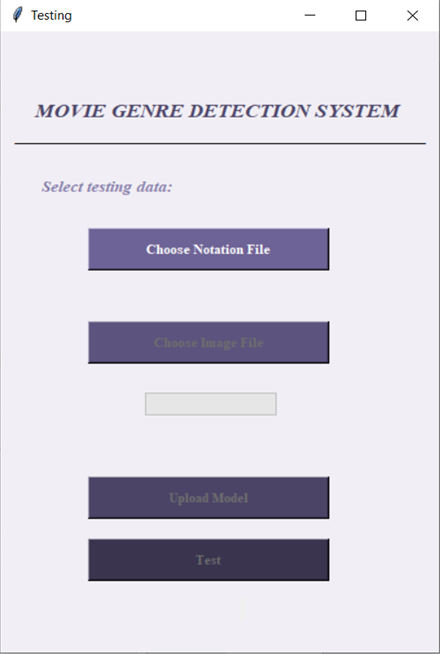 Testing
MOVIE GENRE DETECTION SYSTEM
Select testing data:
Choose Notation File
Choose Image File
Upload Model
Test